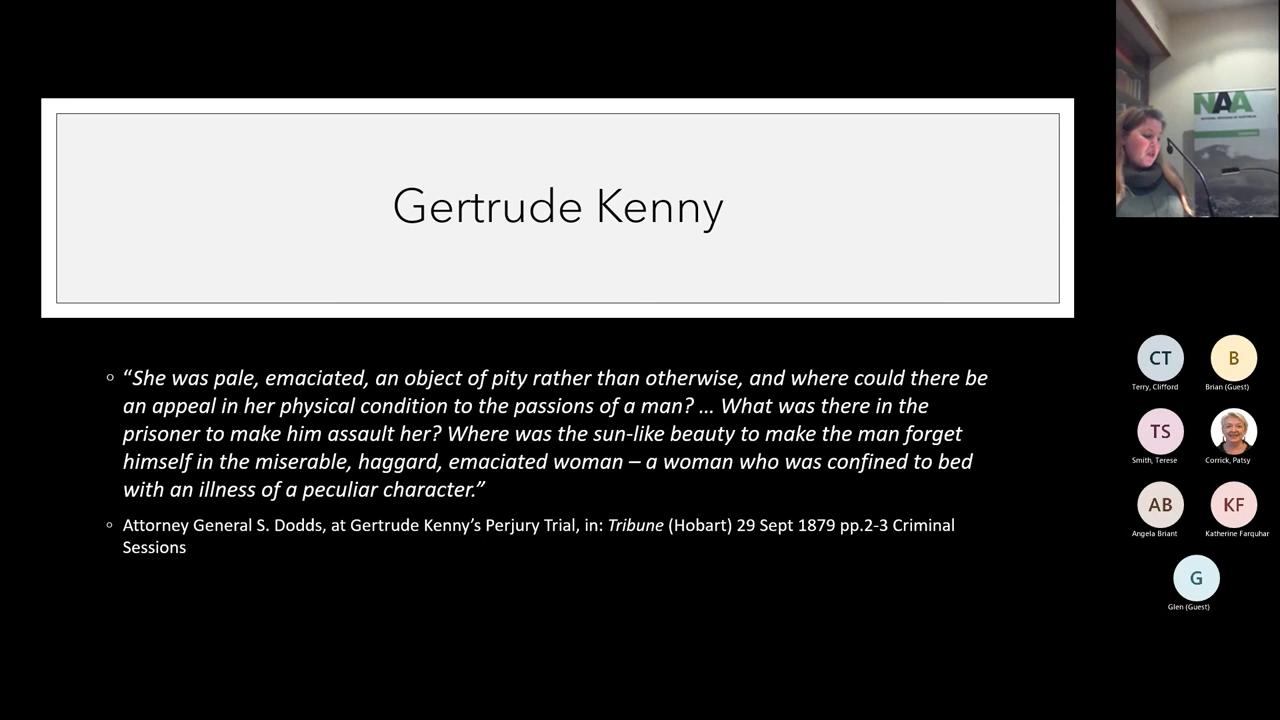 Gertrude Kenny
“She was pale, emaciated, an object of pity rather than otherwise, and where could there be
an appeal in her physical condition to the passions of a man? … What was there in the
prisoner to make him assault her? Where was the sun-like beauty to make the man forget
himself in the miserable, haggard, emaciated woman – a woman who was confined to bed
with an illness of a peculiar character.”
Attorney General S. Dodds, at Gertrude Kenny’s Perjury Trial, in: Tribune (Hobart) 29 Sept 1879 pp.2-3 Criminal
Sessions
NAA
NATIONAL ARCHIVES OF AUSTRALIA
CT
B
Terry, Clifford
Brian (Guest)
TS
Smith, Terese
Corrick, Patsy
AB
KF
Angela Briant
Katherine Farquhar
G
Glen (Guest)